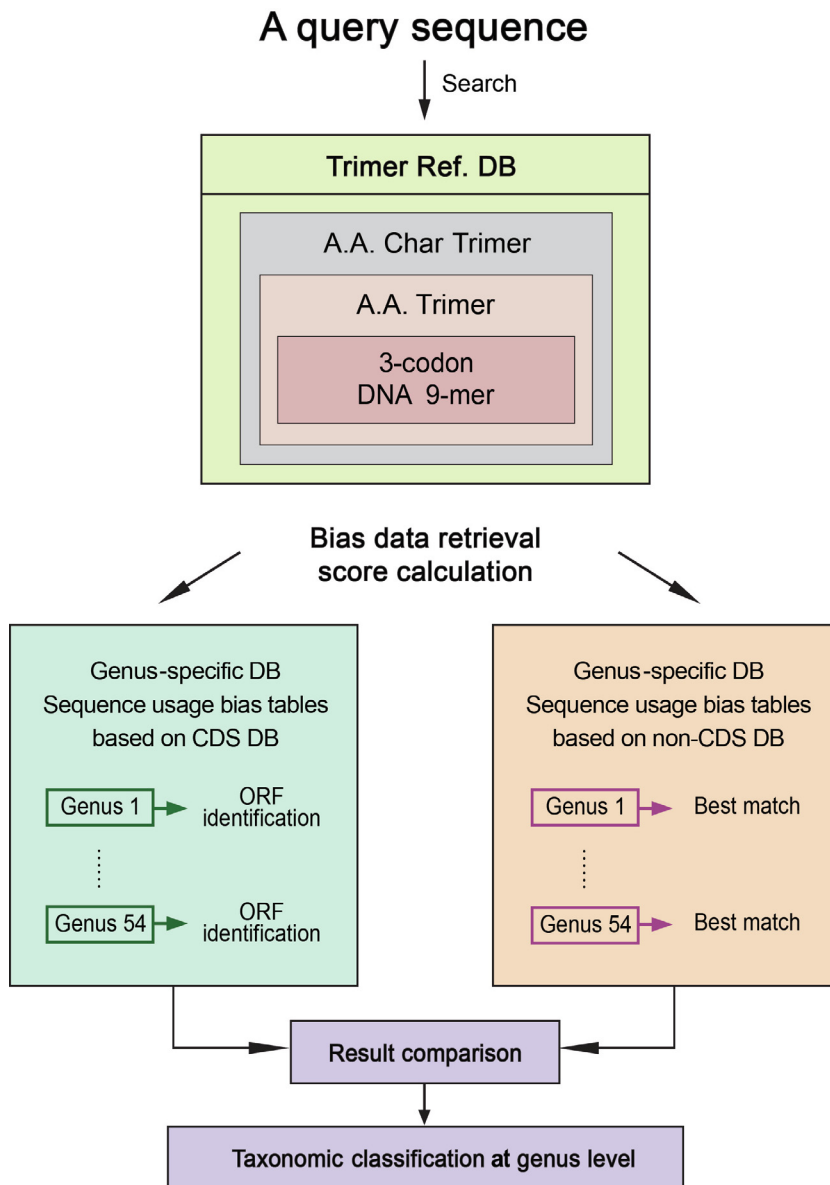 A query sequence
Search
Trimer Ref. DB
A.A. Char Trimer
A.A. Trimer
3-codon
DNA 9-mer
Bias data retrieval
score calculation
Genus-specific DB
Sequence usage bias tables
based on CDS DB
Genus 1
ORF
identification
Genus 54
ORF
identification
Genus-specific DB
Sequence usage bias tables
based on non-CDS DB
Genus 1
Best match
Genus 54
Best match
Result comparison
Taxonomic classification at genus level